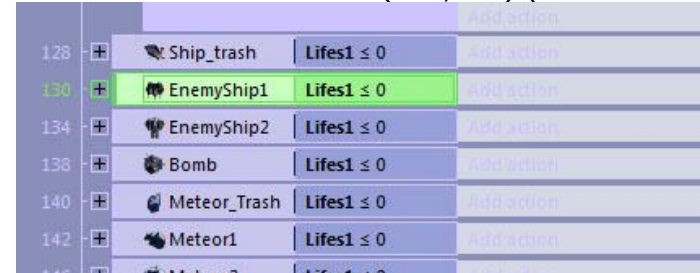 Add action
128 Ship_trash Lifes1 ≤ 0 Add action
130 EnemyShip1 Lifes1 ≤ 0 Add action
134 EnemyShip2 Lifes1 ≤ 0 Add action
138 Bomb Lifes1 ≤ 0 Add action
140 Meteor_Trash Lifes1 ≤ 0 Add action
142 Meteor1 Lifes1 ≤ 0 Add action